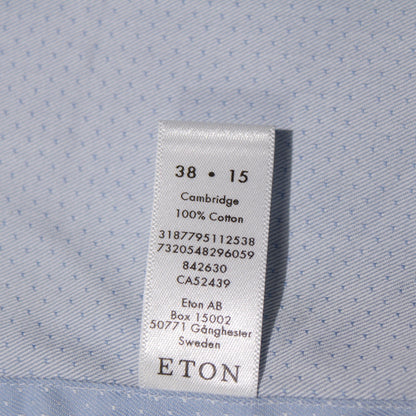 38 • 15
Cambridge
100% Cotton
3187795112538
7320548296059
842630
CA52439
Eton AB
Box 15002
50771 Gånghester
Sweden
ETON